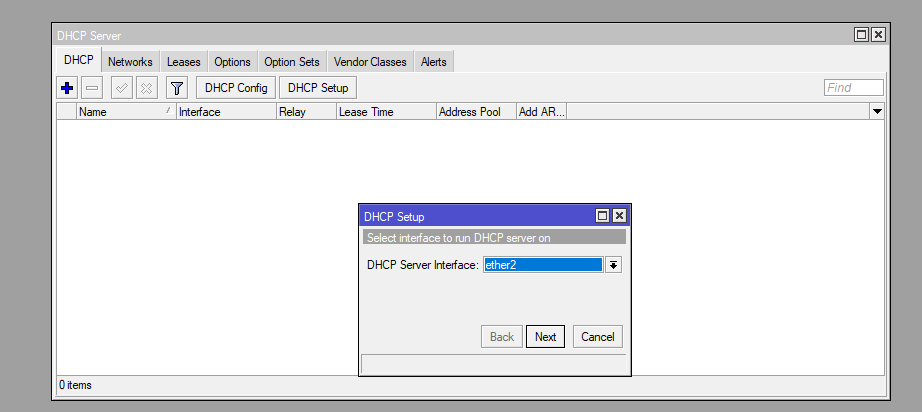 DHCP Server
DHCP Networks Leases Options Option Sets Vendor Classes Alerts
DHCP Config DHCP Setup Find
Name Interface Relay Lease Time Address Pool Add AR...
DHCP Setup
Select interface to run DHCP server on
DHCP Server Interface: ether2
Back Next Cancel
0 items